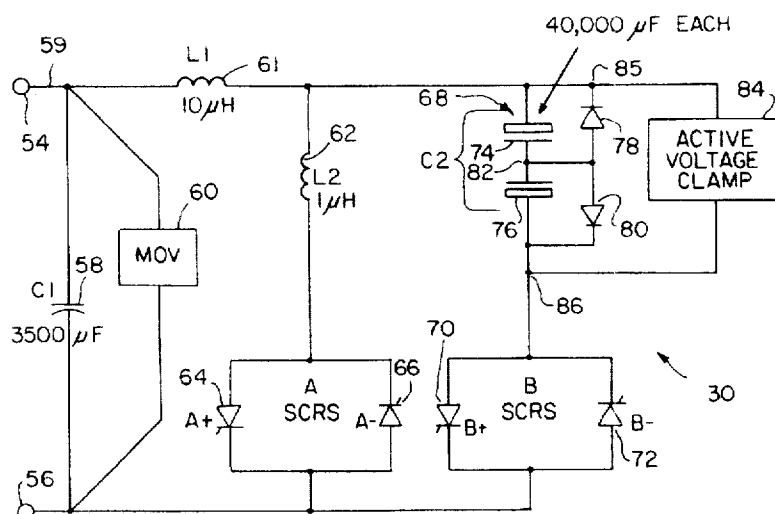 40,000 µF EACH
59
L1
61
85
84
10µH
68
54
62
74
78
ACTIVE
VOLTAGE
CLAMP
C2
82
L2
1µH
60
76
80
MOV
58
C1
86
3500 µF
70
64
66
A
SCRS
B
SCRS
30
A+
A-
B+
B-
72
56